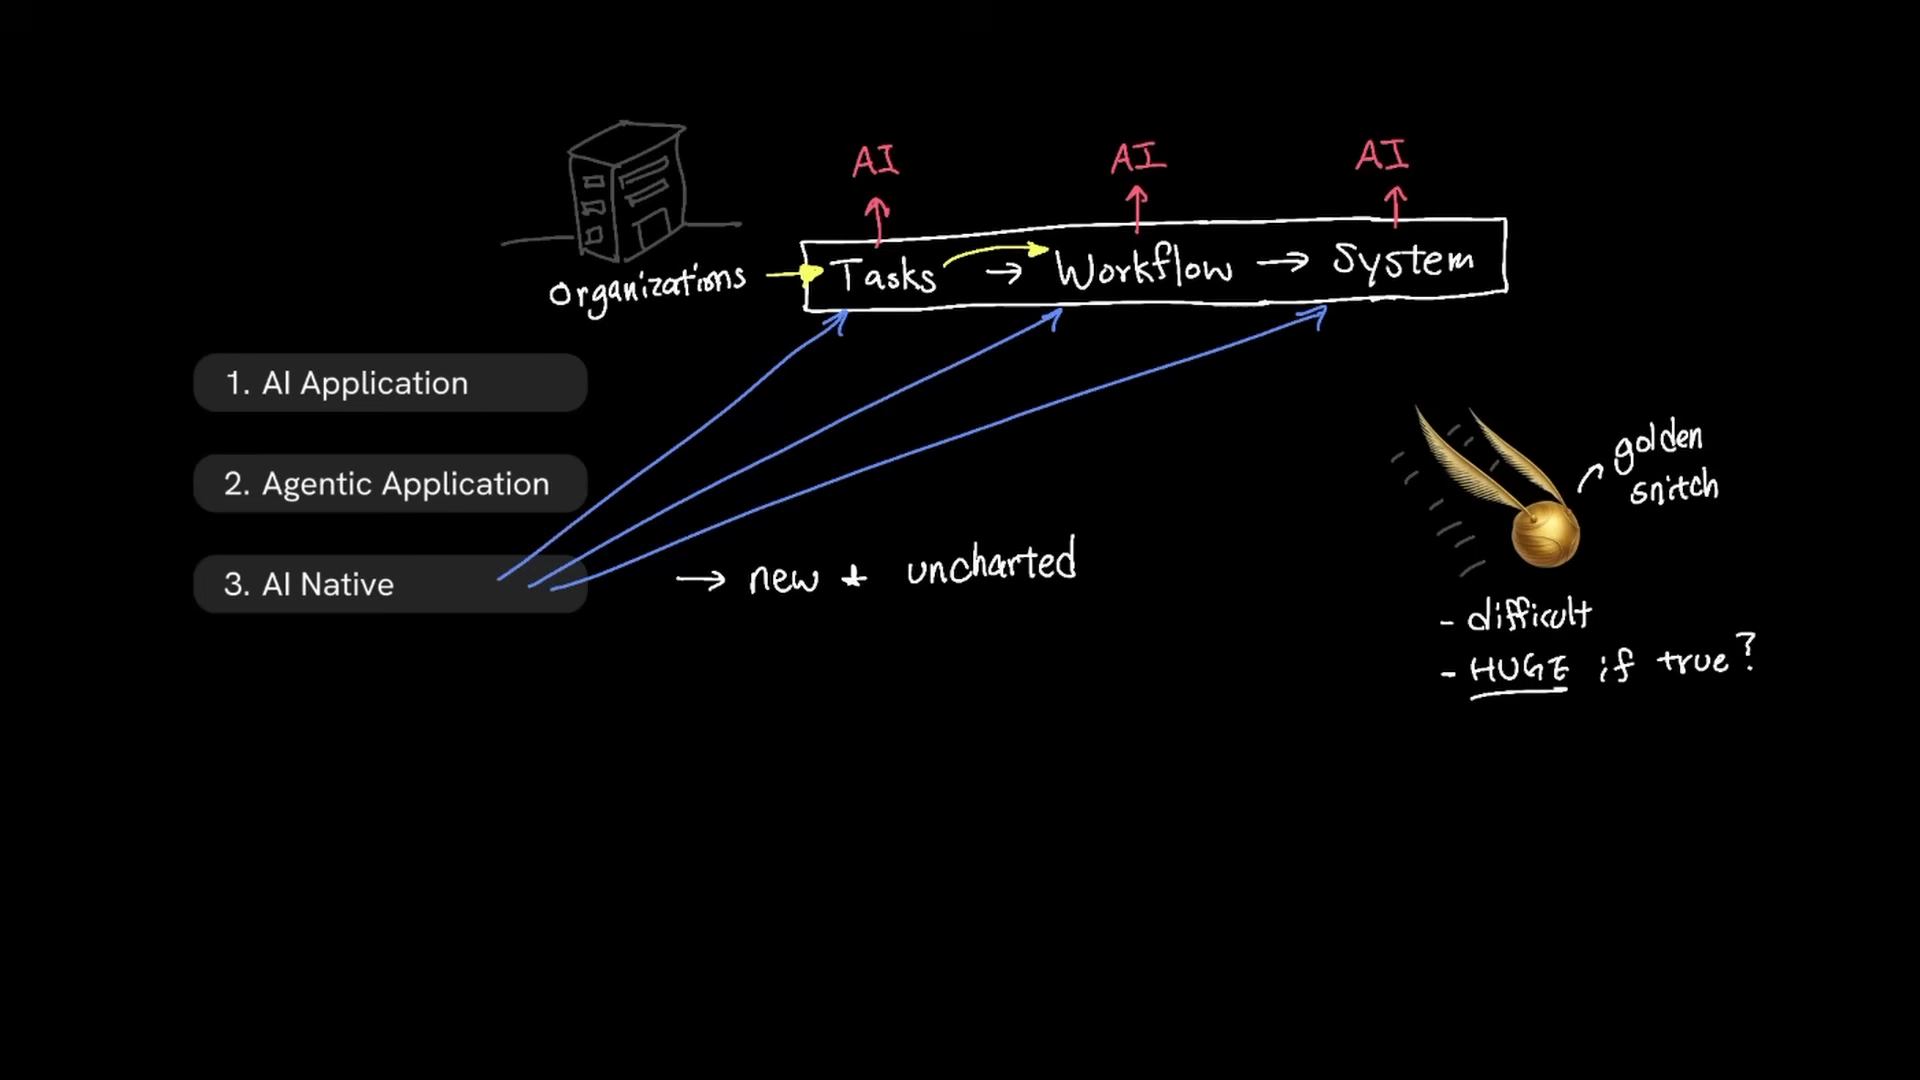 AI AI AI
Organizations → Tasks → Workflow → System
1. AI Application
2. Agentic Application
3. AI Native
→ new + uncharted
golden
snitch
- difficult
- HUGE if true?